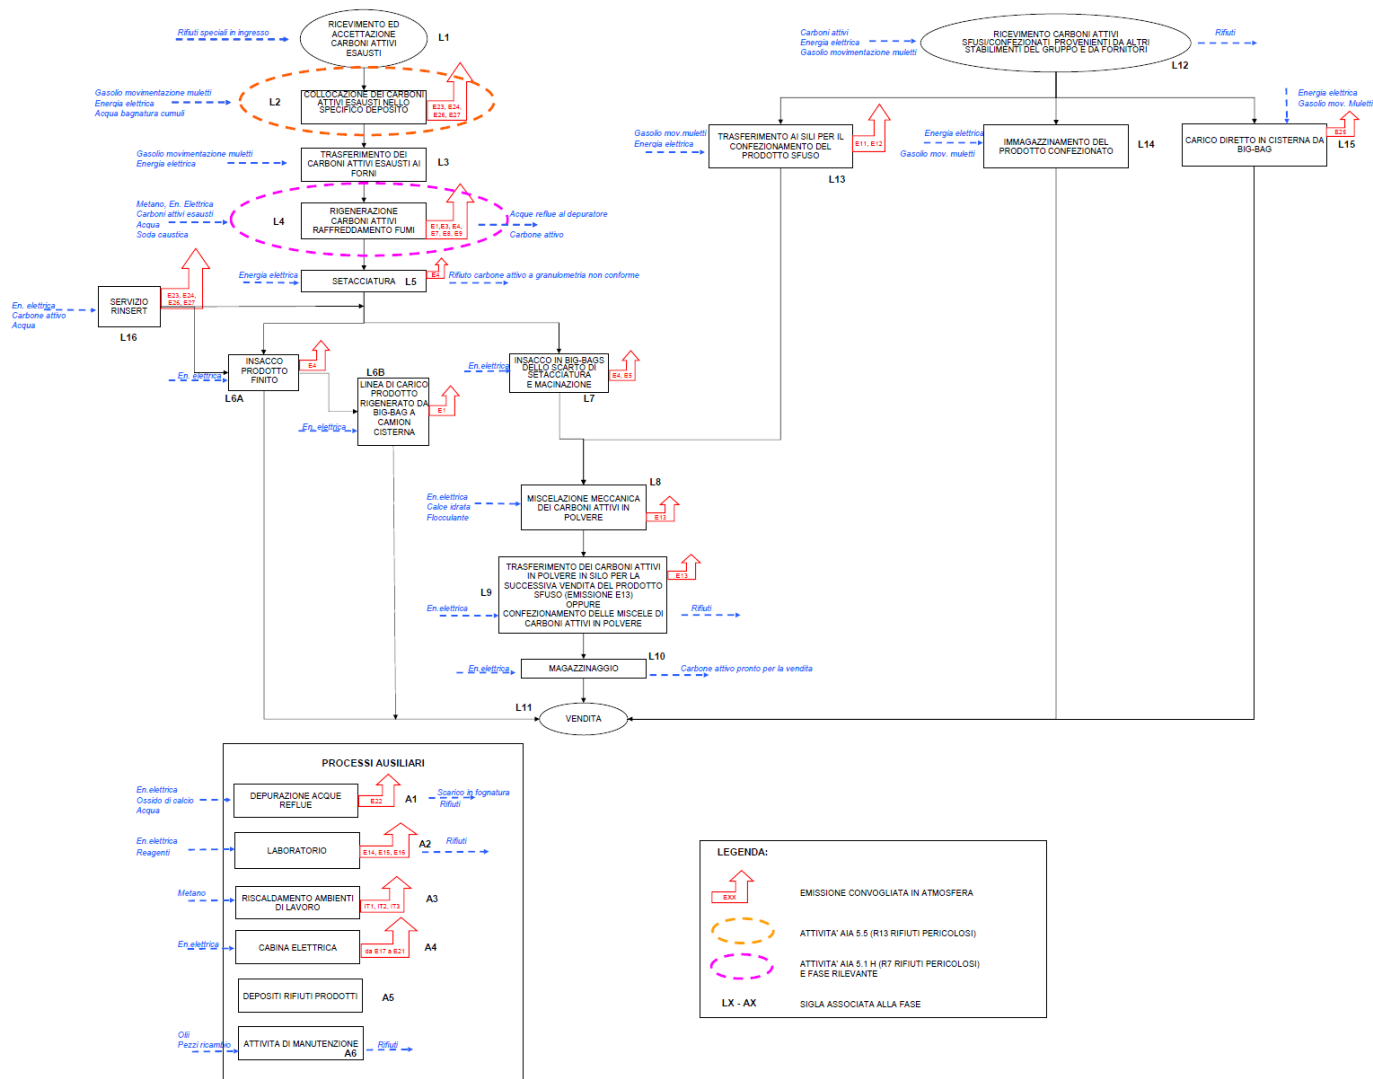 RICEVIMENTO ED
ACCETTAZIONE
CARBONI ATTIVI
ESAUSTI
L1
Rifiuti speciali in ingresso
Carboni attivi
Energia elettrica
Gasolio movimentazione muletti
RICEVIMENTO CARBONI ATTIVI
SFUSI/CONFEZIONATI PROVENIENTI DA ALTRI
STABILIMENTI DEL GRUPPO E DA FORNITORI
Rifiuti
L12
Gasolio movimentazione muletti
Energia elettrica
Acqua bagnatura cumuli
L2
COLLOCAZIONE DEI CARBONI
ATTIVI ESAUSTI NELLO
SPECIFICO DEPOSITO
E23, E24,
E26, E27
Gasolio movimentazione muletti
Energia elettrica
TRASFERIMENTO DEI
CARBONI ATTIVI ESAUSTI AI
FORNI
L3
Gasolio mov.muletti
Energia elettrica
TRASFERIMENTO AI SILI PER IL
CONFEZIONAMENTO DEL
PRODOTTO SFUSO
E11, E12
L13
Energia elettrica
Gasolio mov. muletti
IMMAGAZZINAMENTO DEL
PRODOTTO CONFEZIONATO
L14
Energia elettrica
Gasolio mov. Muletti
CARICO DIRETTO IN CISTERNA DA
BIG-BAG
L15
Metano, En. Elettrica
Carboni attivi esausti
Acqua
Soda caustica
L4
RIGENERAZIONE
CARBONI ATTIVI
RAFFREDDAMENTO FUMI
E1,E3, E4,
E7, E8, E9
Acque reflue al depuratore
Carbone attivo
Energia elettrica
SETACCIATURA
L5
E4
Rifiuto carbone attivo a granulometria non conforme
En. elettrica
Carbone attivo
Acqua
SERVIZIO
RINSERT
E23, E24,
E26, E27
L16
En. elettrica
INSACCO
PRODOTTO
FINITO
E4
L6A
L6B
LINEA DI CARICO
PRODOTTO
RIGENERATO DA
BIG-BAG A
CAMION
CISTERNA
En. elettrica
E1
En.elettrica
INSACCO IN BIG-BAGS
DELLO SCARTO DI
SETACCIATURA
E MACINAZIONE
E4, E5
L7
En.elettrica
Calce idrata
Flocculante
L8
MISCELAZIONE MECCANICA
DEI CARBONI ATTIVI IN
POLVERE
E13
L9
En.elettrica
TRASFERIMENTO DEI CARBONI ATTIVI
IN POLVERE IN SILO PER LA
SUCCESSIVA VENDITA DEL PRODOTTO
SFUSO (EMISSIONE E13)
OPPURE
CONFEZIONAMENTO DELLE MISCELE DI
CARBONI ATTIVI IN POLVERE
E13
Rifiuti
En.elettrica
MAGAZZINAGGIO
L10
Carbone attivo pronto per la vendita
L11
VENDITA
PROCESSI AUSILIARI
En.elettrica
Ossido di calcio
Acqua
DEPURAZIONE ACQUE
REFLUE
E22
A1
Scarico in fognatura
Rifiuti
En.elettrica
Reagenti
LABORATORIO
E14, E15, E16
A2
Rifiuti
Metano
RISCALDAMENTO AMBIENTI
DI LAVORO
IT1, IT2, IT3
A3
En.elettrica
CABINA ELETTRICA
da E17 a E21
A4
DEPOSITI RIFIUTI PRODOTTI
A5
Olii
Pezzi ricambio
ATTIVITA DI MANUTENZIONE
A6
Rifiuti
LEGENDA:
EXX
EMISSIONE CONVOGLIATA IN ATMOSFERA
ATTIVITA' AIA 5.5 (R13 RIFIUTI PERICOLOSI)
ATTIVITA' AIA 5.1 H (R7 RIFIUTI PERICOLOSI)
E FASE RILEVANTE
LX - AX
SIGLA ASSOCIATA ALLA FASE